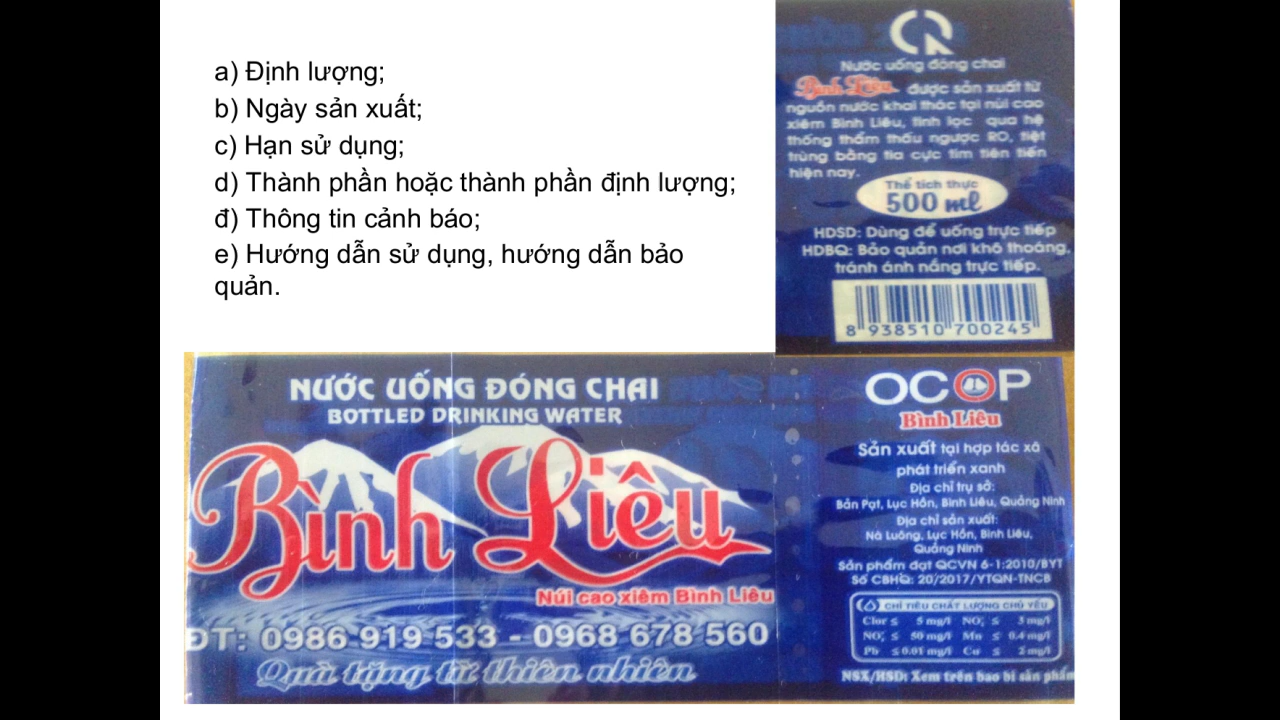 a) Định lượng;
b) Ngày sản xuất;
c) Hạn sử dụng;
d) Thành phần hoặc thành phần định lượng;
đ) Thông tin cảnh báo;
e) Hướng dẫn sử dụng, hướng dẫn bảo
quản.
Nước uống đóng chai
Bình Liêu được sản xuất từ
nguồn nước khai thác tại núi cao
xiêm Bình Liêu, tinh lọc qua hệ
thống thẩm thấu ngược RO, tiệt
trùng bằng tia cực tím tiên tiến
hiện nay.
Thể tích thực
500 ml
HDSD: Dùng để uống trực tiếp
HDBQ: Bảo quản nơi khô thoáng,
tránh ánh nắng trực tiếp.
8 938510 700245
NƯỚC UỐNG ĐÓNG CHAI
BOTTLED DRINKING WATER
Bình Liêu
Núi cao xiêm Bình Liêu
ĐT: 0986 919 533 - 0968 678 560
Quà tặng từ thiên nhiên
OCOP
Bình Liêu
Sản xuất tại hợp tác xã
phát triển xanh
Địa chỉ trụ sở:
Bản Pạt, Lục Hồn, Bình Liêu, Quảng Ninh
Địa chỉ sản xuất:
Nà Luông, Lục Hồn, Bình Liêu,
Quảng Ninh
Sản phẩm đạt QCVN 6-1:2010/BYT
Số CBHQ: 20/2017/YTQN-TNCB
CHỈ TIÊU CHẤT LƯỢNG CHỦ YẾU
Clor ≤ 5 mg/l NO₂⁻ ≤ 3 mg/l
NO₃⁻ ≤ 50 mg/l Mn ≤ 0.4 mg/l
Pb ≤ 0.01 mg/l Cu ≤ 2 mg/l
NSX/HSD: Xem trên bao bì sản phẩm